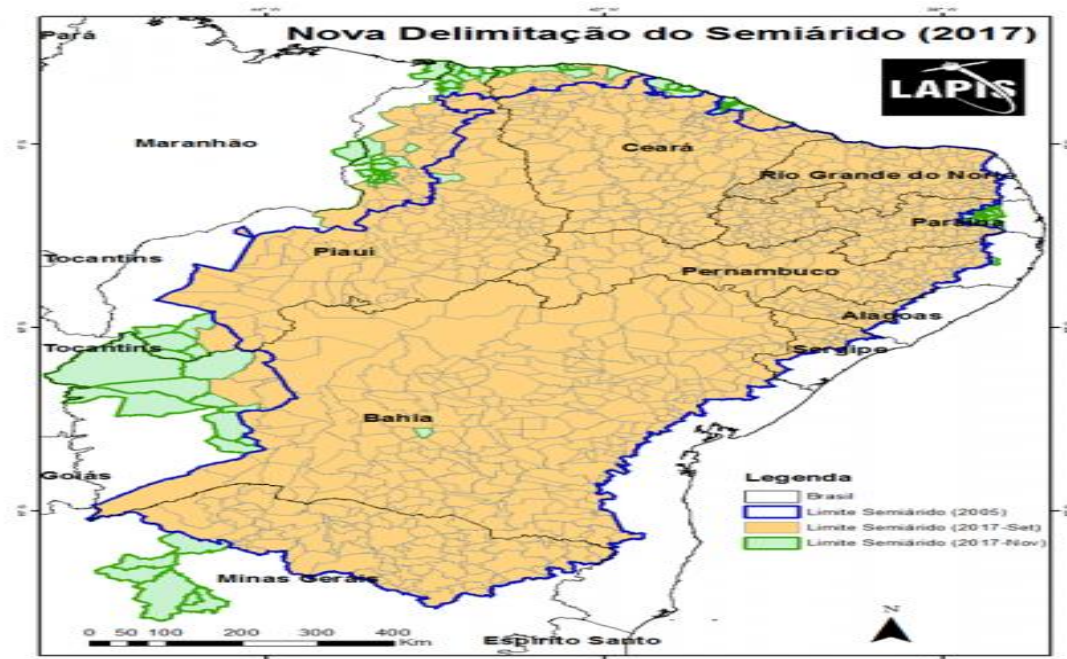 Nova Delimitação do Semiárido (2017)
LAPIS
Pará
Maranhão
Ceará
Rio Grande do Norte
Paraíba
Piauí
Tocantins
Pernambuco
Alagoas
Tocantins
Sergipe
Bahia
Goiás
Legenda
Brasil
Limite Semiárido (2005)
Limite Semiárido (2017-Set)
Limite Semiárido (2017-Nov)
Minas Gerais
N
0 50 100 200 300 400
Km
Espírito Santo